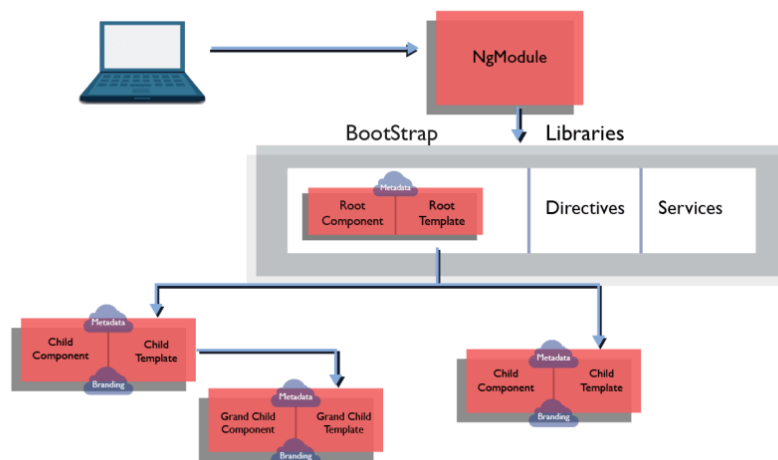 NgModule
BootStrap
Libraries
Metadata
Root Component
Root Template
Directives
Services
Metadata
Child Component
Child Template
Branding
Metadata
Grand Child Component
Grand Child Template
Branding
Metadata
Child Component
Child Template
Branding